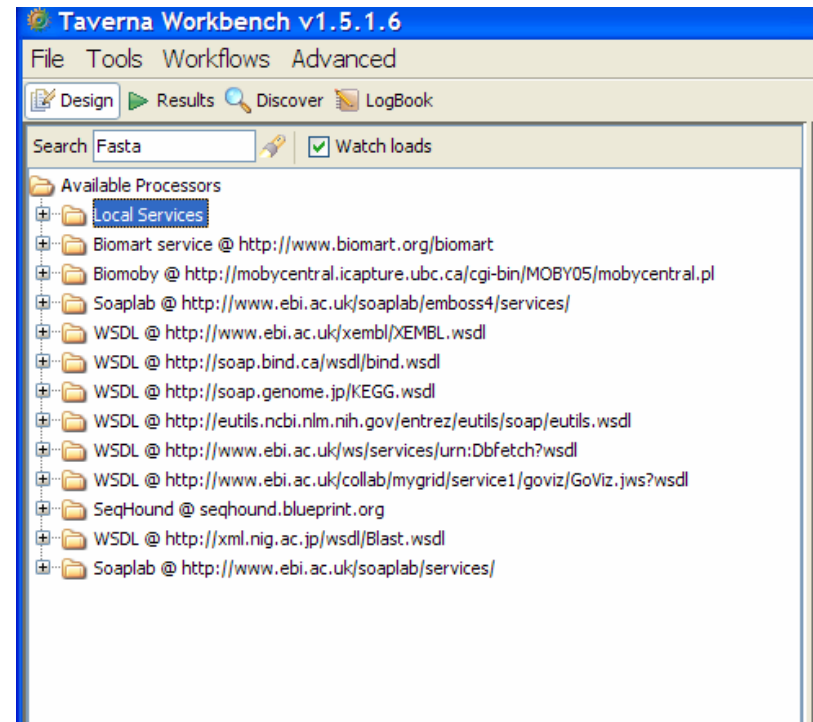 Taverna Workbench v1.5.1.6
File Tools Workflows Advanced
Design Results Discover LogBook
Search Fasta Watch loads
Available Processors
Local Services
Biomart service @ http://www.biomart.org/biomart
Biomoby @ http://mobycentral.icapture.ubc.ca/cgi-bin/MOBY05/mobycentral.pl
Soaplab @ http://www.ebi.ac.uk/soaplab/emboss4/services/
WSDL @ http://www.ebi.ac.uk/xembl/XEMBL.wsdl
WSDL @ http://soap.bind.ca/wsdl/bind.wsdl
WSDL @ http://soap.genome.jp/KEGG.wsdl
WSDL @ http://eutils.ncbi.nlm.nih.gov/entrez/eutils/soap/eutils.wsdl
WSDL @ http://www.ebi.ac.uk/ws/services/urn:Dbfetch?wsdl
WSDL @ http://www.ebi.ac.uk/collab/mygrid/service1/goviz/GoViz.jws?wsdl
SeqHound @ seqhound.blueprint.org
WSDL @ http://xml.nig.ac.jp/wsdl/Blast.wsdl
Soaplab @ http://www.ebi.ac.uk/soaplab/services/